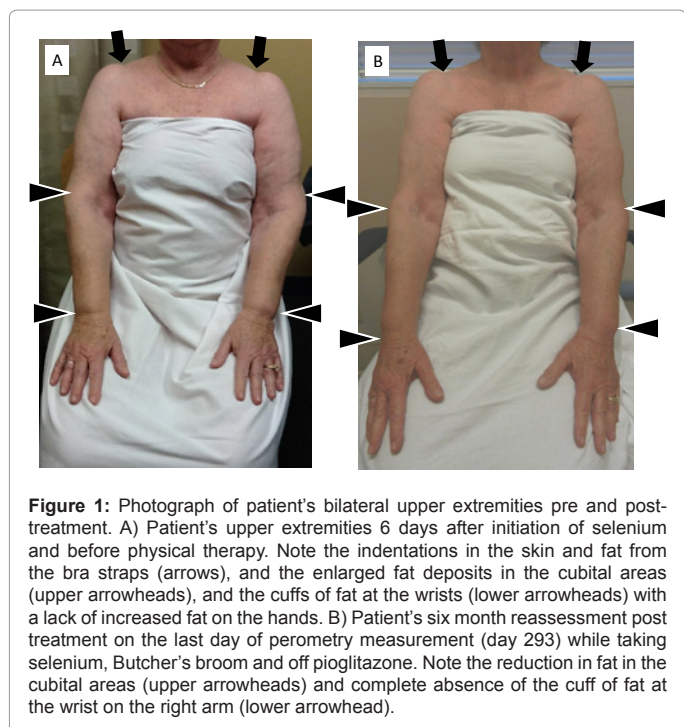 A
B
Figure 1: Photograph of patient's bilateral upper extremities pre and post-
treatment. A) Patient's upper extremities 6 days after initiation of selenium
and before physical therapy. Note the indentations in the skin and fat from
the bra straps (arrows), and the enlarged fat deposits in the cubital areas
(upper arrowheads), and the cuffs of fat at the wrists (lower arrowheads) with
a lack of increased fat on the hands. B) Patient's six month reassessment post
treatment on the last day of perometry measurement (day 293) while taking
selenium, Butcher's broom and off pioglitazone. Note the reduction in fat in the
cubital areas (upper arrowheads) and complete absence of the cuff of fat at
the wrist on the right arm (lower arrowhead).